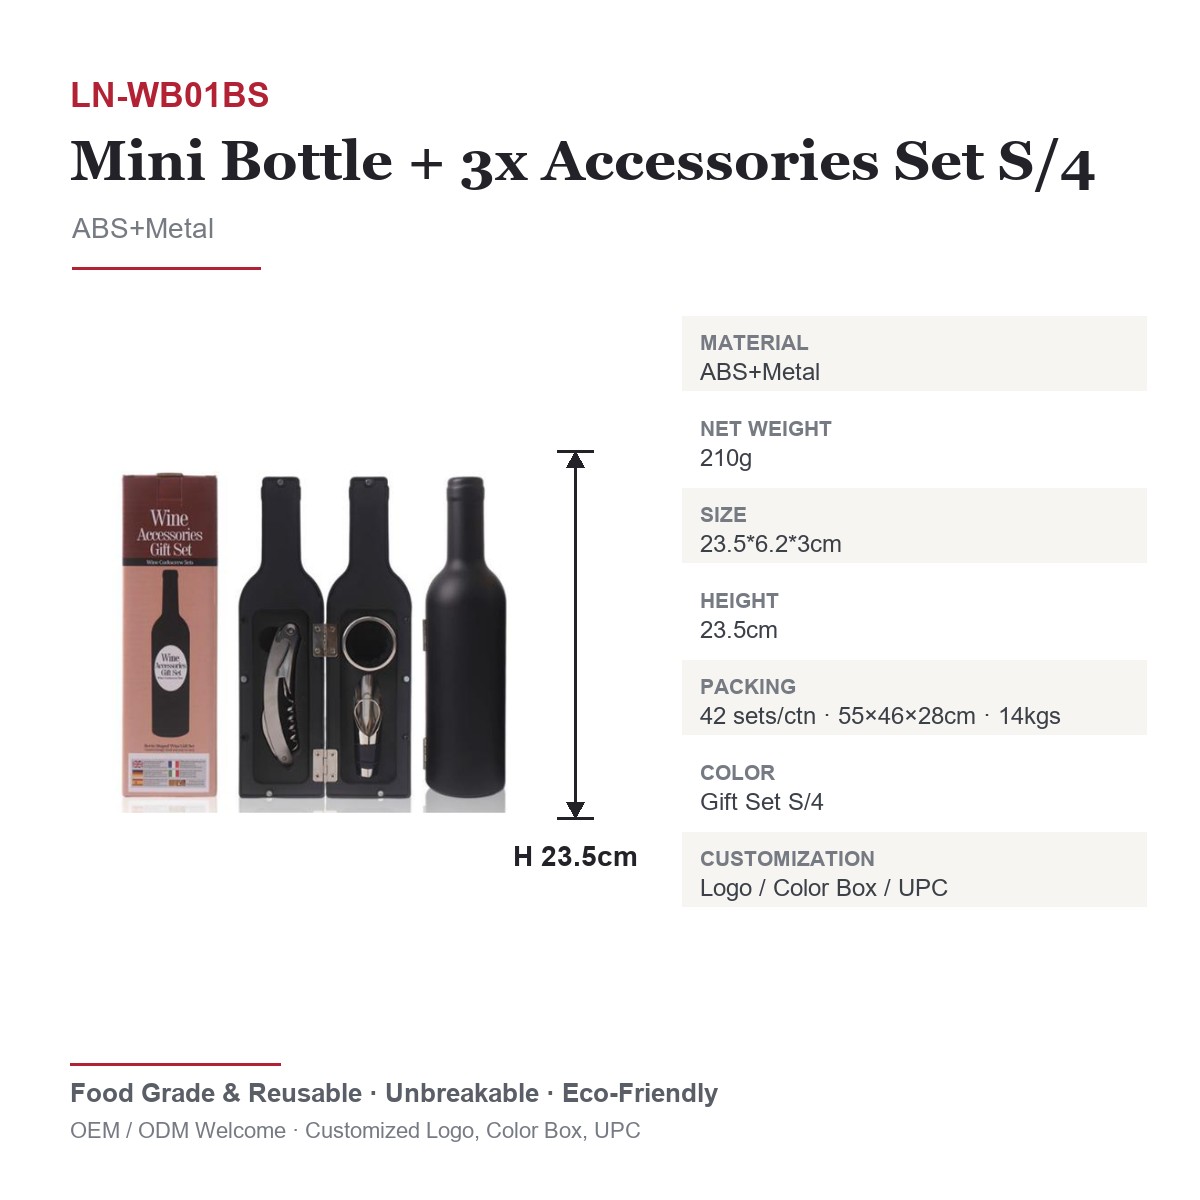 LN-WB01BS
Mini Bottle + 3x Accessories Set S/4
ABS+Metal
Wine
Accessories
Gift Set
Wine Corkscrew Sets
Wine
Accessories
Gift Set
H 23.5cm
MATERIAL
ABS+Metal
NET WEIGHT
210g
SIZE
23.5*6.2*3cm
HEIGHT
23.5cm
PACKING
42 sets/ctn · 55×46×28cm · 14kgs
COLOR
Gift Set S/4
CUSTOMIZATION
Logo / Color Box / UPC
Food Grade & Reusable · Unbreakable · Eco-Friendly
OEM / ODM Welcome · Customized Logo, Color Box, UPC